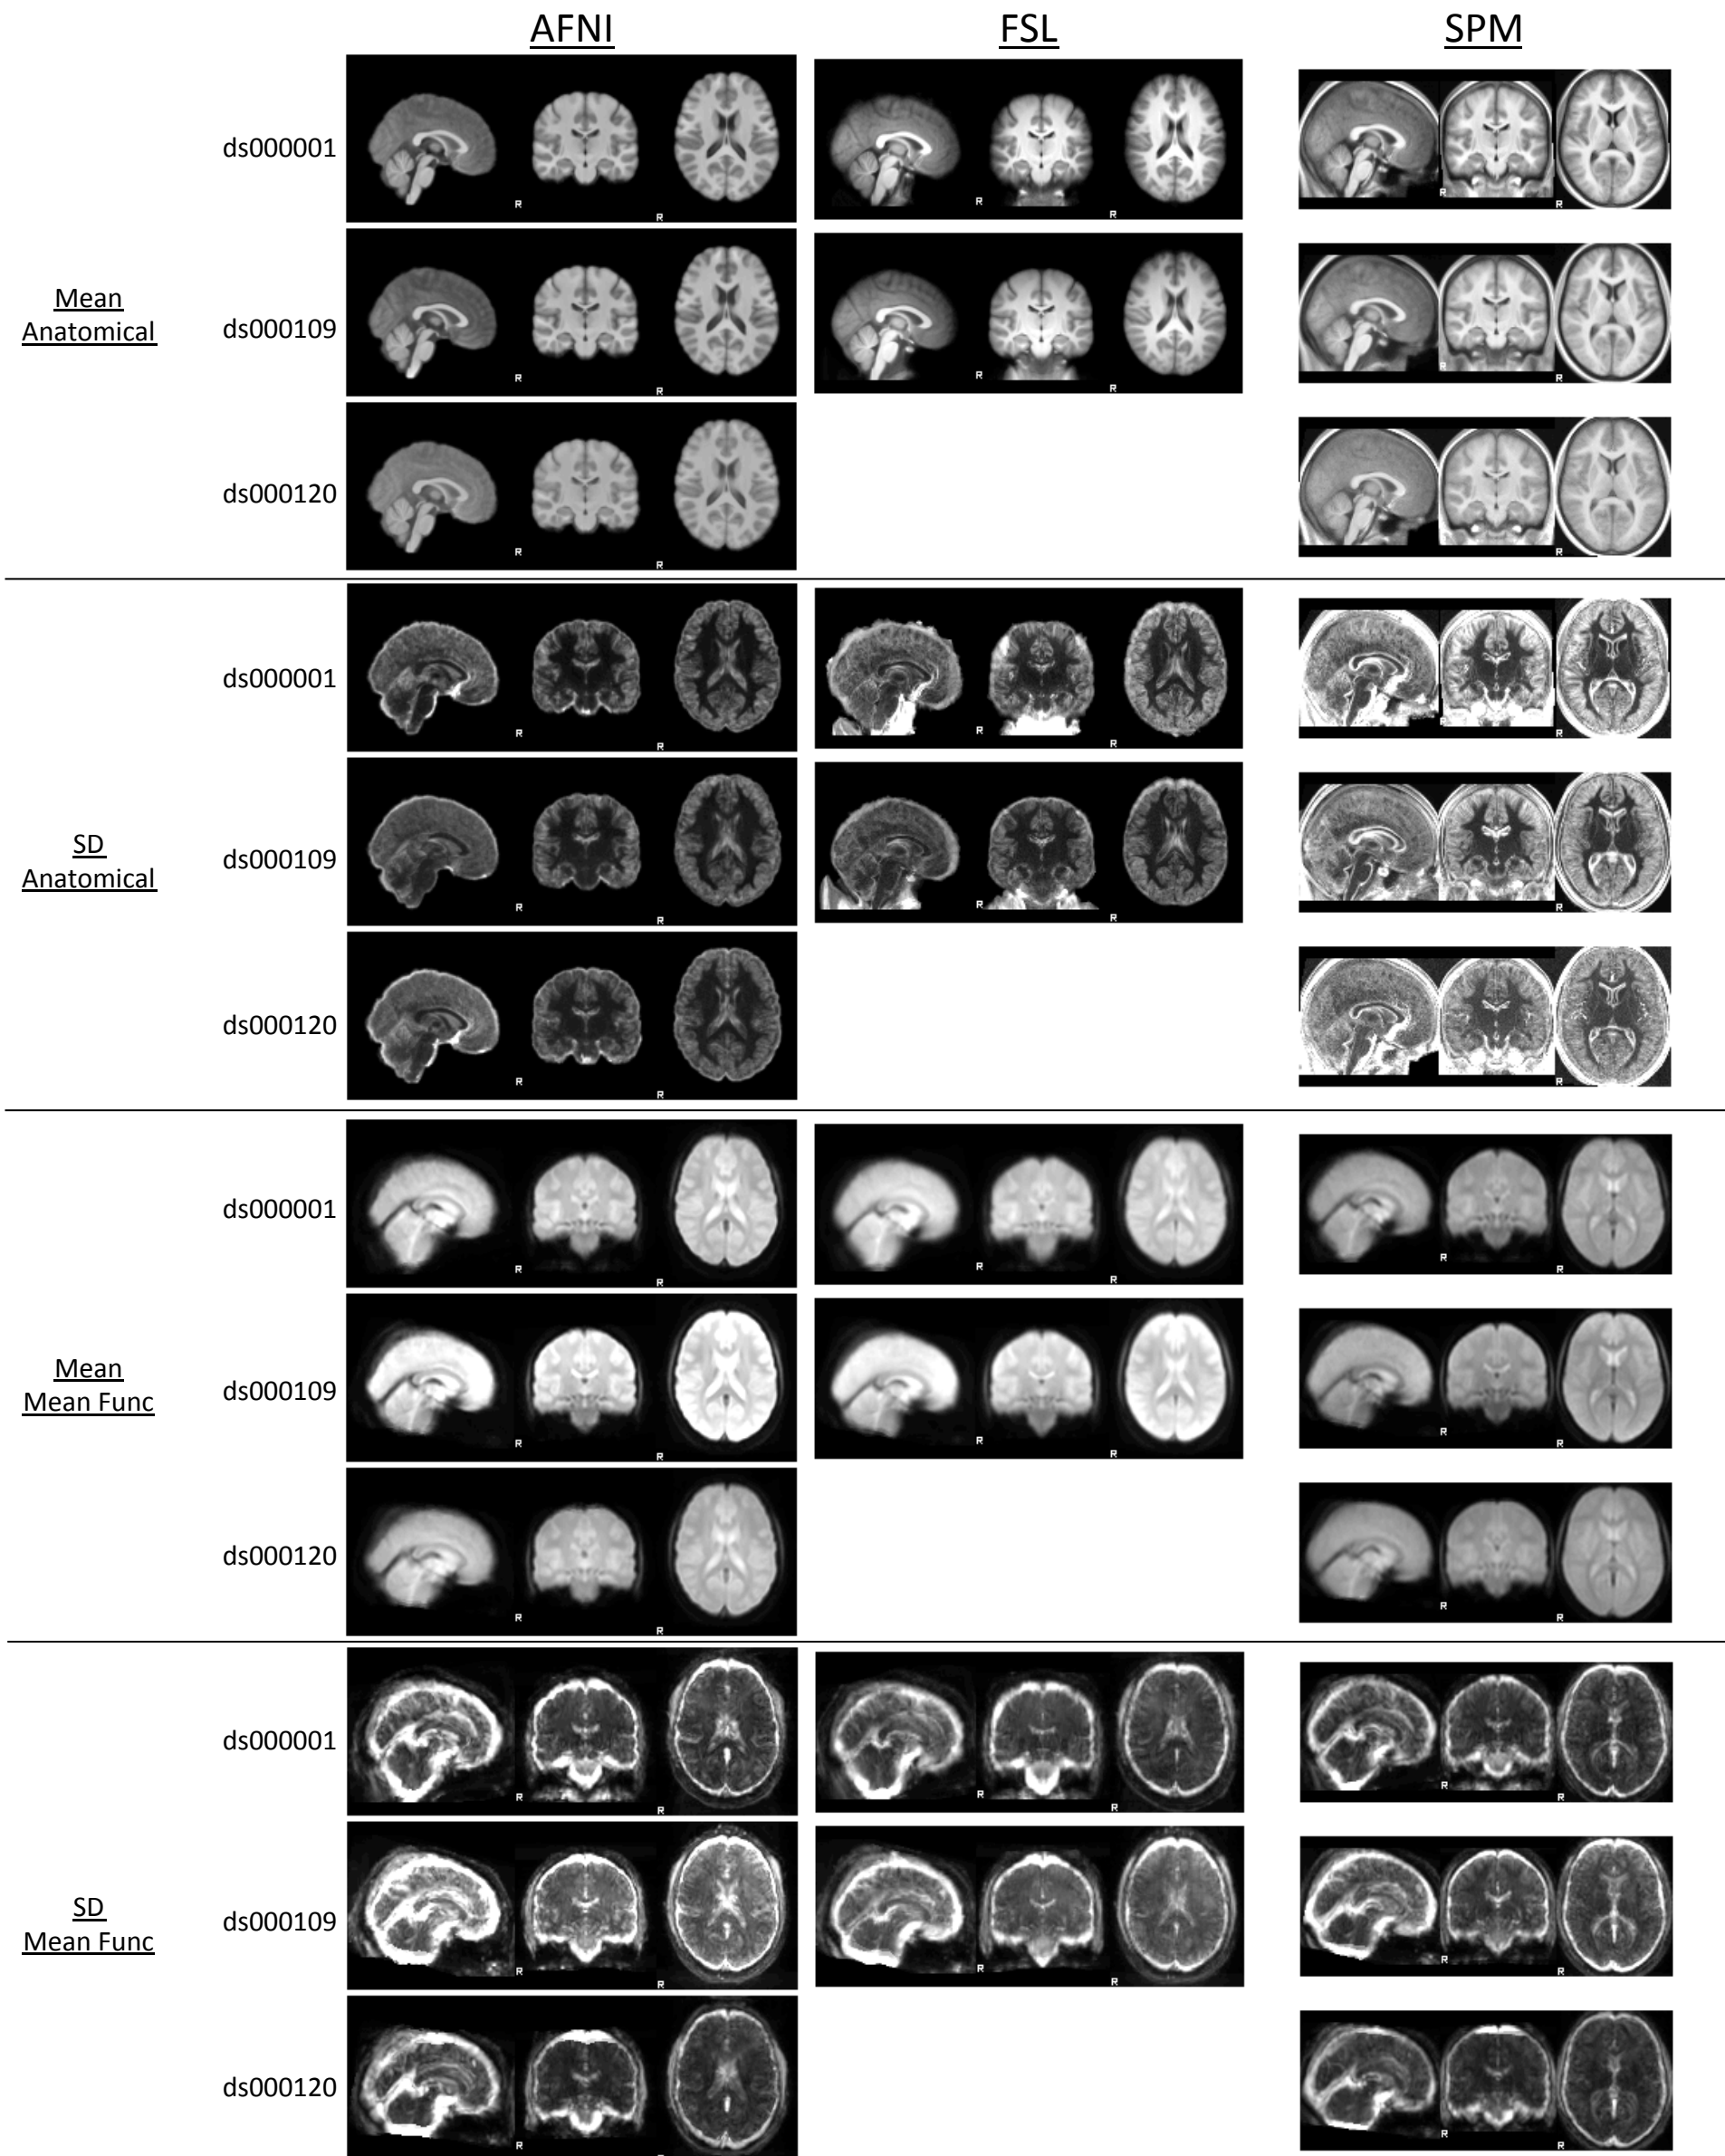 AFNI FSL SPM
ds000001
R R R R R R
Mean
Anatomical
ds000109
R R R R R R
ds000120
R R R
ds000001
R R R R R R
SD
Anatomical
ds000109
R R R R R
ds000120
R R R
ds000001
R R R R R R
Mean
Mean Func
ds000109
R R R R R R
ds000120
R R R R
ds000001
R R R R R R
SD
Mean Func
ds000109
R R R R R R
ds000120
R R R